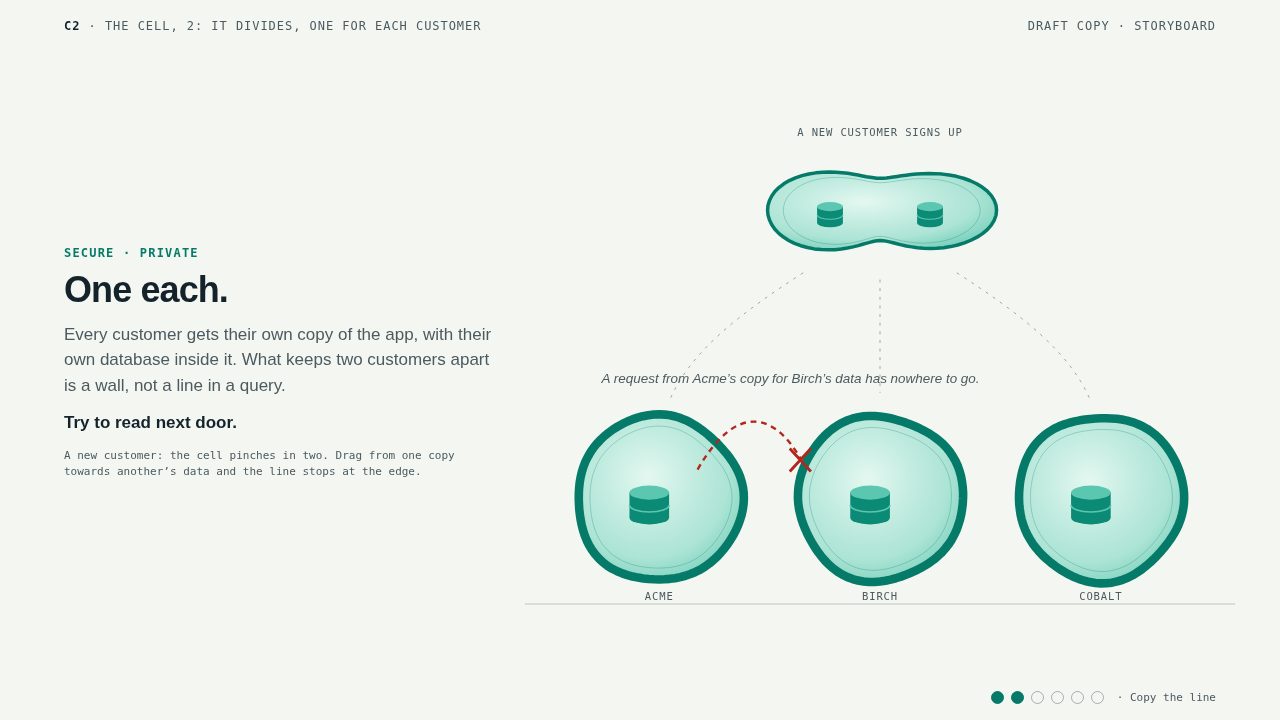 C2 · THE CELL, 2: IT DIVIDES, ONE FOR EACH CUSTOMER
DRAFT COPY · STORYBOARD
A NEW CUSTOMER SIGNS UP
SECURE · PRIVATE
One each.
Every customer gets their own copy of the app, with their
own database inside it. What keeps two customers apart
is a wall, not a line in a query.
Try to read next door.
A new customer: the cell pinches in two. Drag from one copy
towards another’s data and the line stops at the edge.
A request from Acme’s copy for Birch’s data has nowhere to go.
ACME
BIRCH
COBALT
· Copy the line